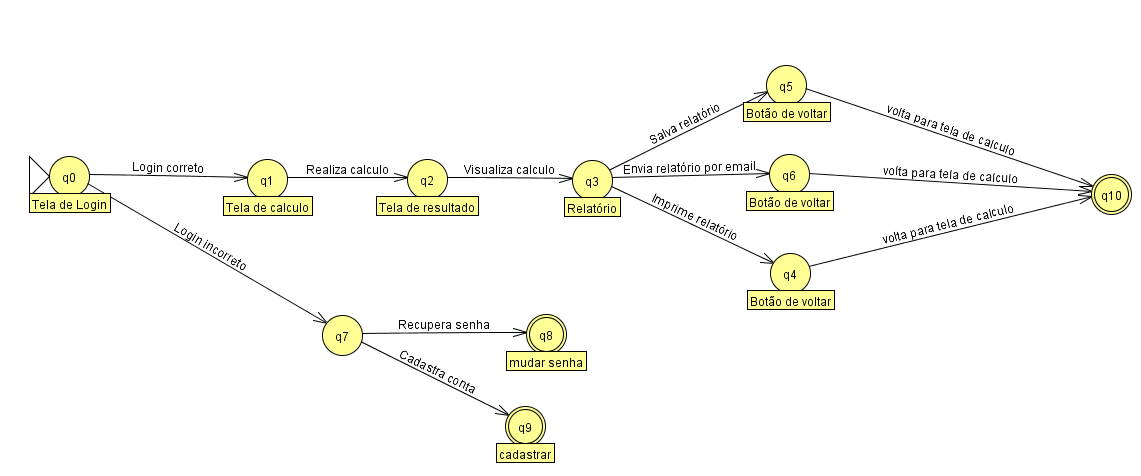 q0
Tela de Login
Login correto
q1
Tela de calculo
Realiza calculo
q2
Tela de resultado
Visualiza calculo
q3
Relatório
Salva relatório
q5
Botão de voltar
volta para tela de calculo
Envia relatório por email
q6
Botão de voltar
volta para tela de calculo
Imprime relatório
q4
Botão de voltar
volta para tela de calculo
q10
Login incorreto
q7
Recupera senha
q8
mudar senha
Cadastra conta
q9
cadastrar